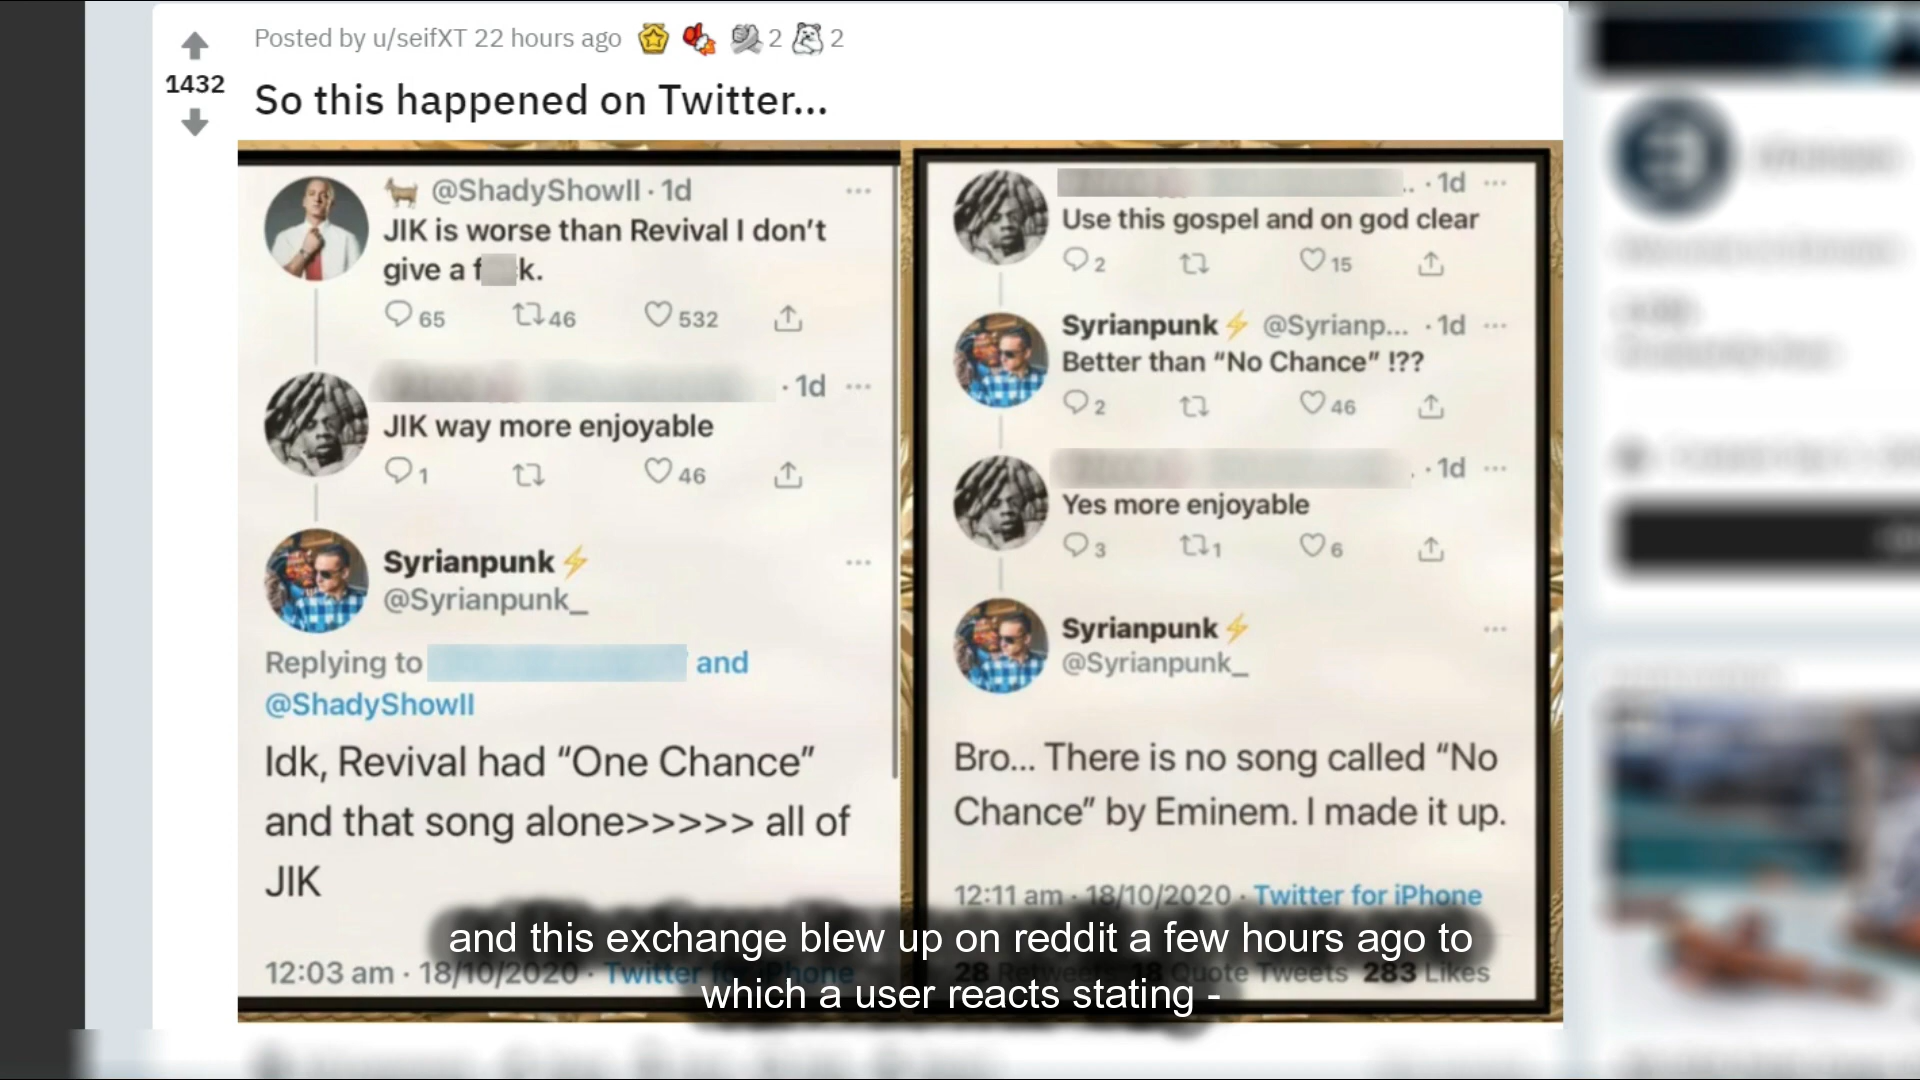 Posted by u/seifXT 22 hours ago 2 2
1432
So this happened on Twitter...
@ShadyShowII · 1d
JIK is worse than Revival I don't
give a f k.
65 46 532
· 1d
JIK way more enjoyable
1 46
Syrianpunk⚡
@Syrianpunk_
Replying to and
@ShadyShowII
Idk, Revival had “One Chance”
and that song alone>>>>> all of
JIK
12:03 am · 18/10/2020 · Twitter for iPhone
.. · 1d
Use this gospel and on god clear
2 15
Syrianpunk⚡ @Syrianp... · 1d
Better than “No Chance” !??
2 46
. · 1d
Yes more enjoyable
3 1 6
Syrianpunk⚡
@Syrianpunk_
Bro... There is no song called “No
Chance” by Eminem. I made it up.
12:11 am · 18/10/2020 · Twitter for iPhone
28 Retweets 18 Quote Tweets 283 Likes
and this exchange blew up on reddit a few hours ago to
which a user reacts stating -